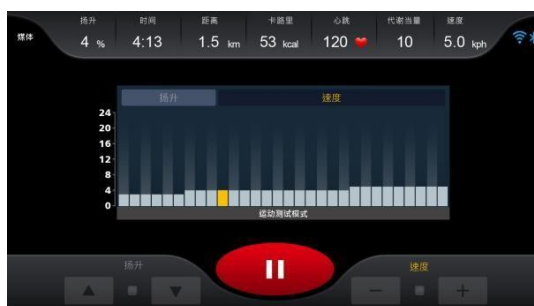 扬升 时间 距离 卡路里 心跳 代谢当量 速度
媒体 4 % 4:13 1.5 km 53 kcal 120 10 5.0 kph
扬升 速度
24
20
16
12
8
4
0
运动测试模式
扬升 速度